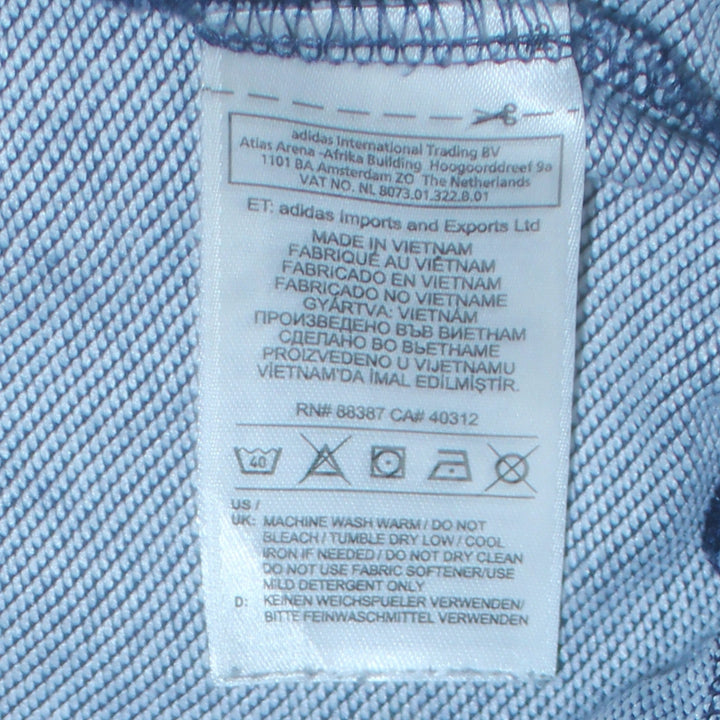 adidas International Trading BV
Atlas Arena -Afrika Building Hoogoorddreef 9a
1101 BA Amsterdam ZO The Netherlands
VAT NO. NL 8073.01.322.B.01
ET: adidas Imports and Exports Ltd
MADE IN VIETNAM
FABRIQUÉ AU VIETNAM
FABRICADO EN VIETNAM
FABRICADO NO VIETNAME
GYÁRTVA: VIETNÁM
ПРОИЗВЕДЕНО ВЪВ ВИЕТНАМ
СДЕЛАНО ВО ВЬЕТНАМЕ
PROIZVEDENO U VIJETNAMU
VİETNAM'DA İMAL EDİLMİŞTİR.
RN# 88387 CA# 40312
40
US /
UK: MACHINE WASH WARM / DO NOT
BLEACH / TUMBLE DRY LOW / COOL
IRON IF NEEDED / DO NOT DRY CLEAN
DO NOT USE FABRIC SOFTENER/USE
MILD DETERGENT ONLY
D: KEINEN WEICHSPUELER VERWENDEN/
BITTE FEINWASCHMITTEL VERWENDEN